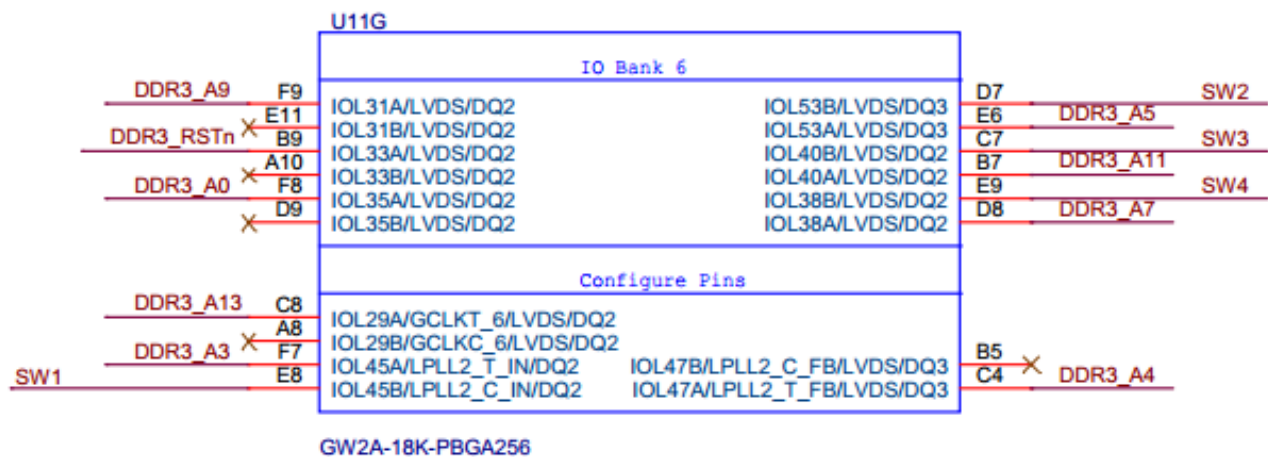 U11G
IO Bank 6
DDR3_A9 F9 IOL31A/LVDS/DQ2 IOL53B/LVDS/DQ3 D7 SW2
E11 IOL31B/LVDS/DQ2 IOL53A/LVDS/DQ3 E6 DDR3_A5
DDR3_RSTn B9 IOL33A/LVDS/DQ2 IOL40B/LVDS/DQ3 C7 SW3
A10 IOL33B/LVDS/DQ2 IOL40A/LVDS/DQ2 B7 DDR3_A11
DDR3_A0 F8 IOL35A/LVDS/DQ2 IOL38B/LVDS/DQ2 E9 SW4
D9 IOL35B/LVDS/DQ2 IOL38A/LVDS/DQ2 D8 DDR3_A7
Configure Pins
DDR3_A13 C8 IOL29A/GCLKT_6/LVDS/DQ2
A8 IOL29B/GCLKC_6/LVDS/DQ2
DDR3_A3 F7 IOL45A/LPLL2_T_IN/DQ2 IOL47B/LPLL2_C_FB/LVDS/DQ3 B5
SW1 E8 IOL45B/LPLL2_C_IN/DQ2 IOL47A/LPLL2_T_FB/LVDS/DQ3 C4 DDR3_A4
GW2A-18K-PBGA256